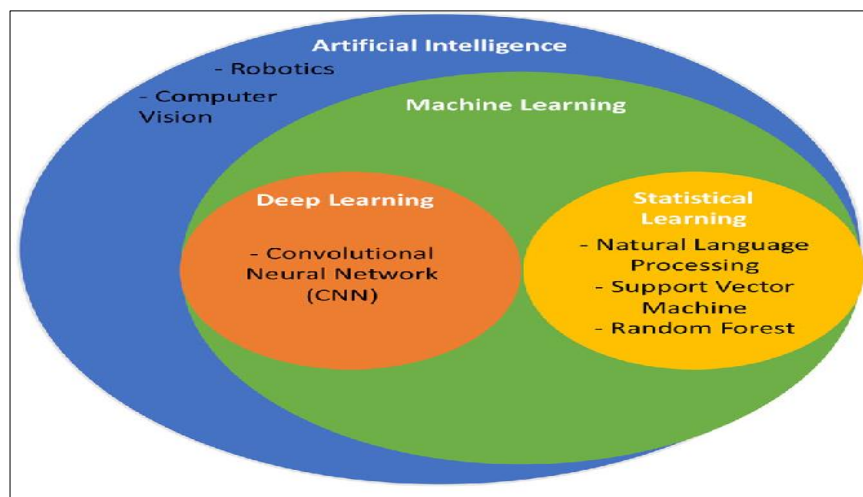 Artificial Intelligence
- Robotics
- Computer
Vision
Machine Learning
Deep Learning
- Convolutional
Neural Network
(CNN)
Statistical
Learning
- Natural Language
Processing
- Support Vector
Machine
- Random Forest